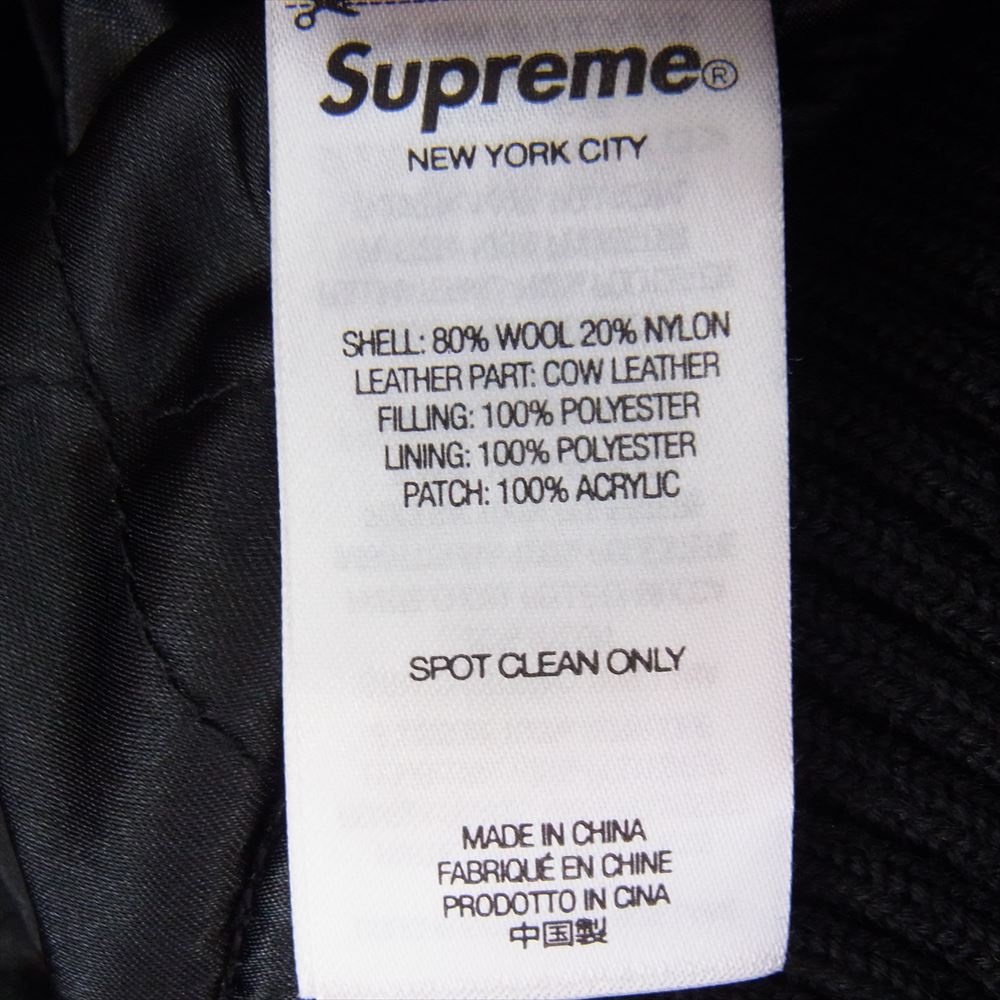 Supreme®
NEW YORK CITY
SHELL: 80% WOOL 20% NYLON
LEATHER PART: COW LEATHER
FILLING: 100% POLYESTER
LINING: 100% POLYESTER
PATCH: 100% ACRYLIC
SPOT CLEAN ONLY
MADE IN CHINA
FABRIQUÉ EN CHINE
PRODOTTO IN CINA
中国製